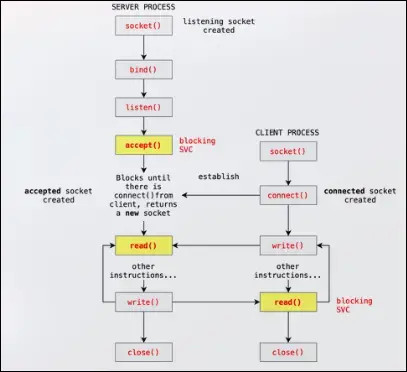 SERVER PROCESS
socket()
listening socket
created
bind()
listen()
accept()
blocking
SVC
Blocks until
there is
connect()from
client, returns
a new socket
accepted socket
created
establish
CLIENT PROCESS
socket()
connect()
connected socket
created
read()
write()
other
instructions...
other
instructions...
write()
read()
blocking
SVC
close()
close()